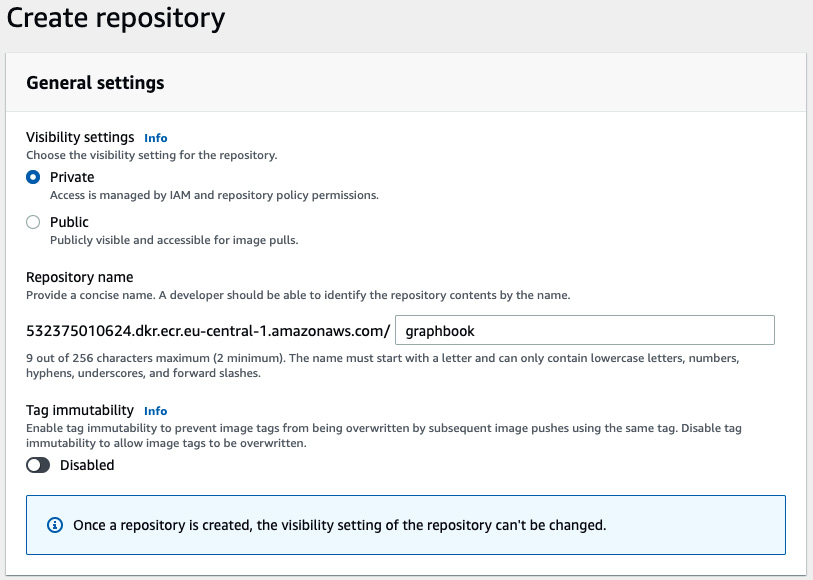 Create repository
General settings
Visibility settings Info
Choose the visibility setting for the repository.
Private
Access is managed by IAM and repository policy permissions.
Public
Publicly visible and accessible for image pulls.
Repository name
Provide a concise name. A developer should be able to identify the repository contents by the name.
532375010624.dkr.ecr.eu-central-1.amazonaws.com/ graphbook
9 out of 256 characters maximum (2 minimum). The name must start with a letter and can only contain lowercase letters, numbers,
hyphens, underscores, and forward slashes.
Tag immutability Info
Enable tag immutability to prevent image tags from being overwritten by subsequent image pushes using the same tag. Disable tag
immutability to allow image tags to be overwritten.
Disabled
Once a repository is created, the visibility setting of the repository can't be changed.